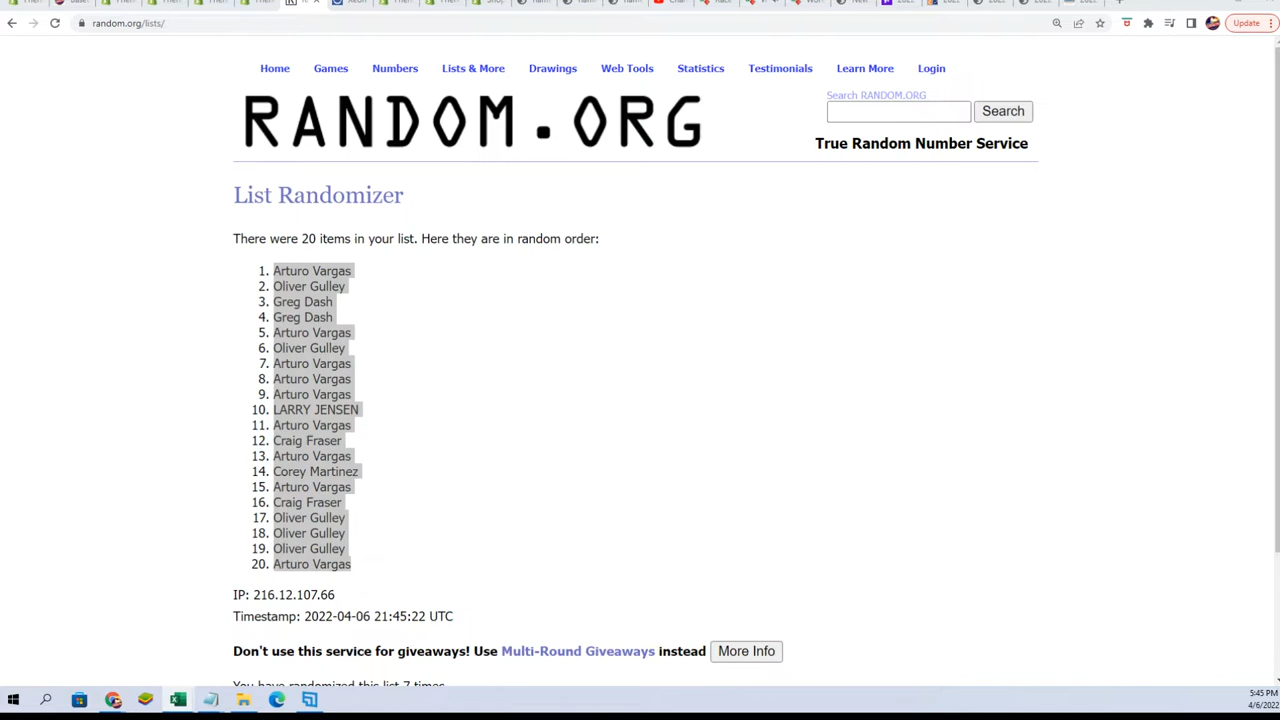 random.org/lists/
Update
Home Games Numbers Lists & More Drawings Web Tools Statistics Testimonials Learn More Login
Search RANDOM.ORG
RANDOM.ORG
Search
True Random Number Service
List Randomizer
There were 20 items in your list. Here they are in random order:
1. Arturo Vargas
2. Oliver Gulley
3. Greg Dash
4. Greg Dash
5. Arturo Vargas
6. Oliver Gulley
7. Arturo Vargas
8. Arturo Vargas
9. Arturo Vargas
10. LARRY JENSEN
11. Arturo Vargas
12. Craig Fraser
13. Arturo Vargas
14. Corey Martinez
15. Arturo Vargas
16. Craig Fraser
17. Oliver Gulley
18. Oliver Gulley
19. Oliver Gulley
20. Arturo Vargas
IP: 216.12.107.66
Timestamp: 2022-04-06 21:45:22 UTC
Don't use this service for giveaways! Use Multi-Round Giveaways instead More Info
You have randomized this list 7 times
5:45 PM
4/6/2022